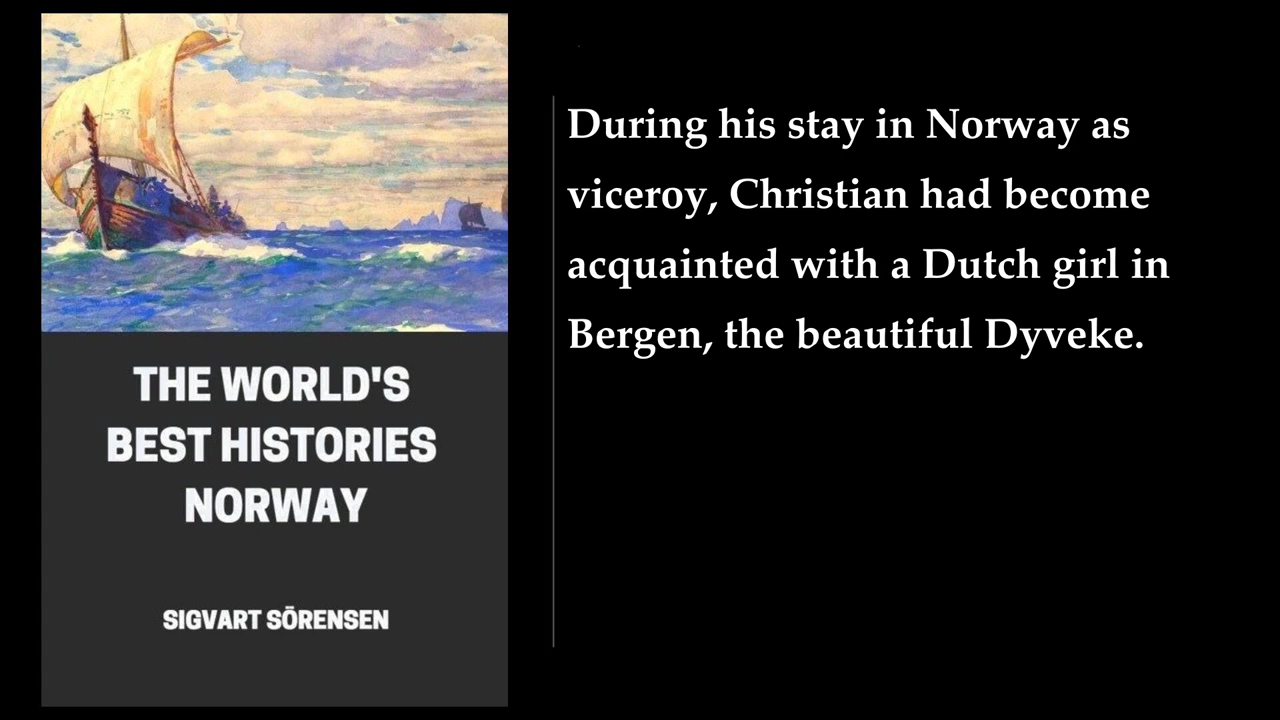 THE WORLD'S
BEST HISTORIES
NORWAY
SIGVART SÖRENSEN
During his stay in Norway as
viceroy, Christian had become
acquainted with a Dutch girl in
Bergen, the beautiful Dyveke.